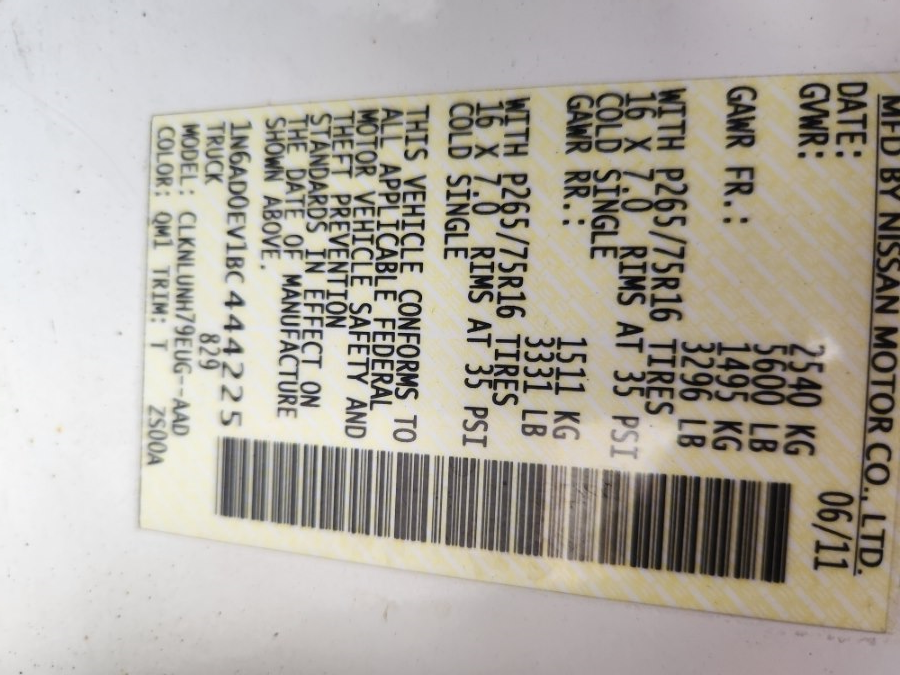 MFD BY NISSAN MOTOR CO., LTD.
DATE: 06/11
GVWR: 2540 KG
5600 LB
GAWR FR.: 1495 KG
3296 LB
WITH P265/75R16 TIRES
16 X 7.0 RIMS AT 35 PSI
COLD SINGLE
GAWR RR.: 1511 KG
3331 LB
WITH P265/75R16 TIRES
16 X 7.0 RIMS AT 35 PSI
COLD SINGLE
THIS VEHICLE CONFORMS TO
ALL APPLICABLE FEDERAL
MOTOR VEHICLE SAFETY AND
THEFT PREVENTION
STANDARDS IN EFFECT ON
THE DATE OF MANUFACTURE
SHOWN ABOVE.
1N6AD0EV1BC444225
TRUCK 829
MODEL: CLKNLUNH79EUG--AAD
COLOR: QM1 TRIM: T 2S00A